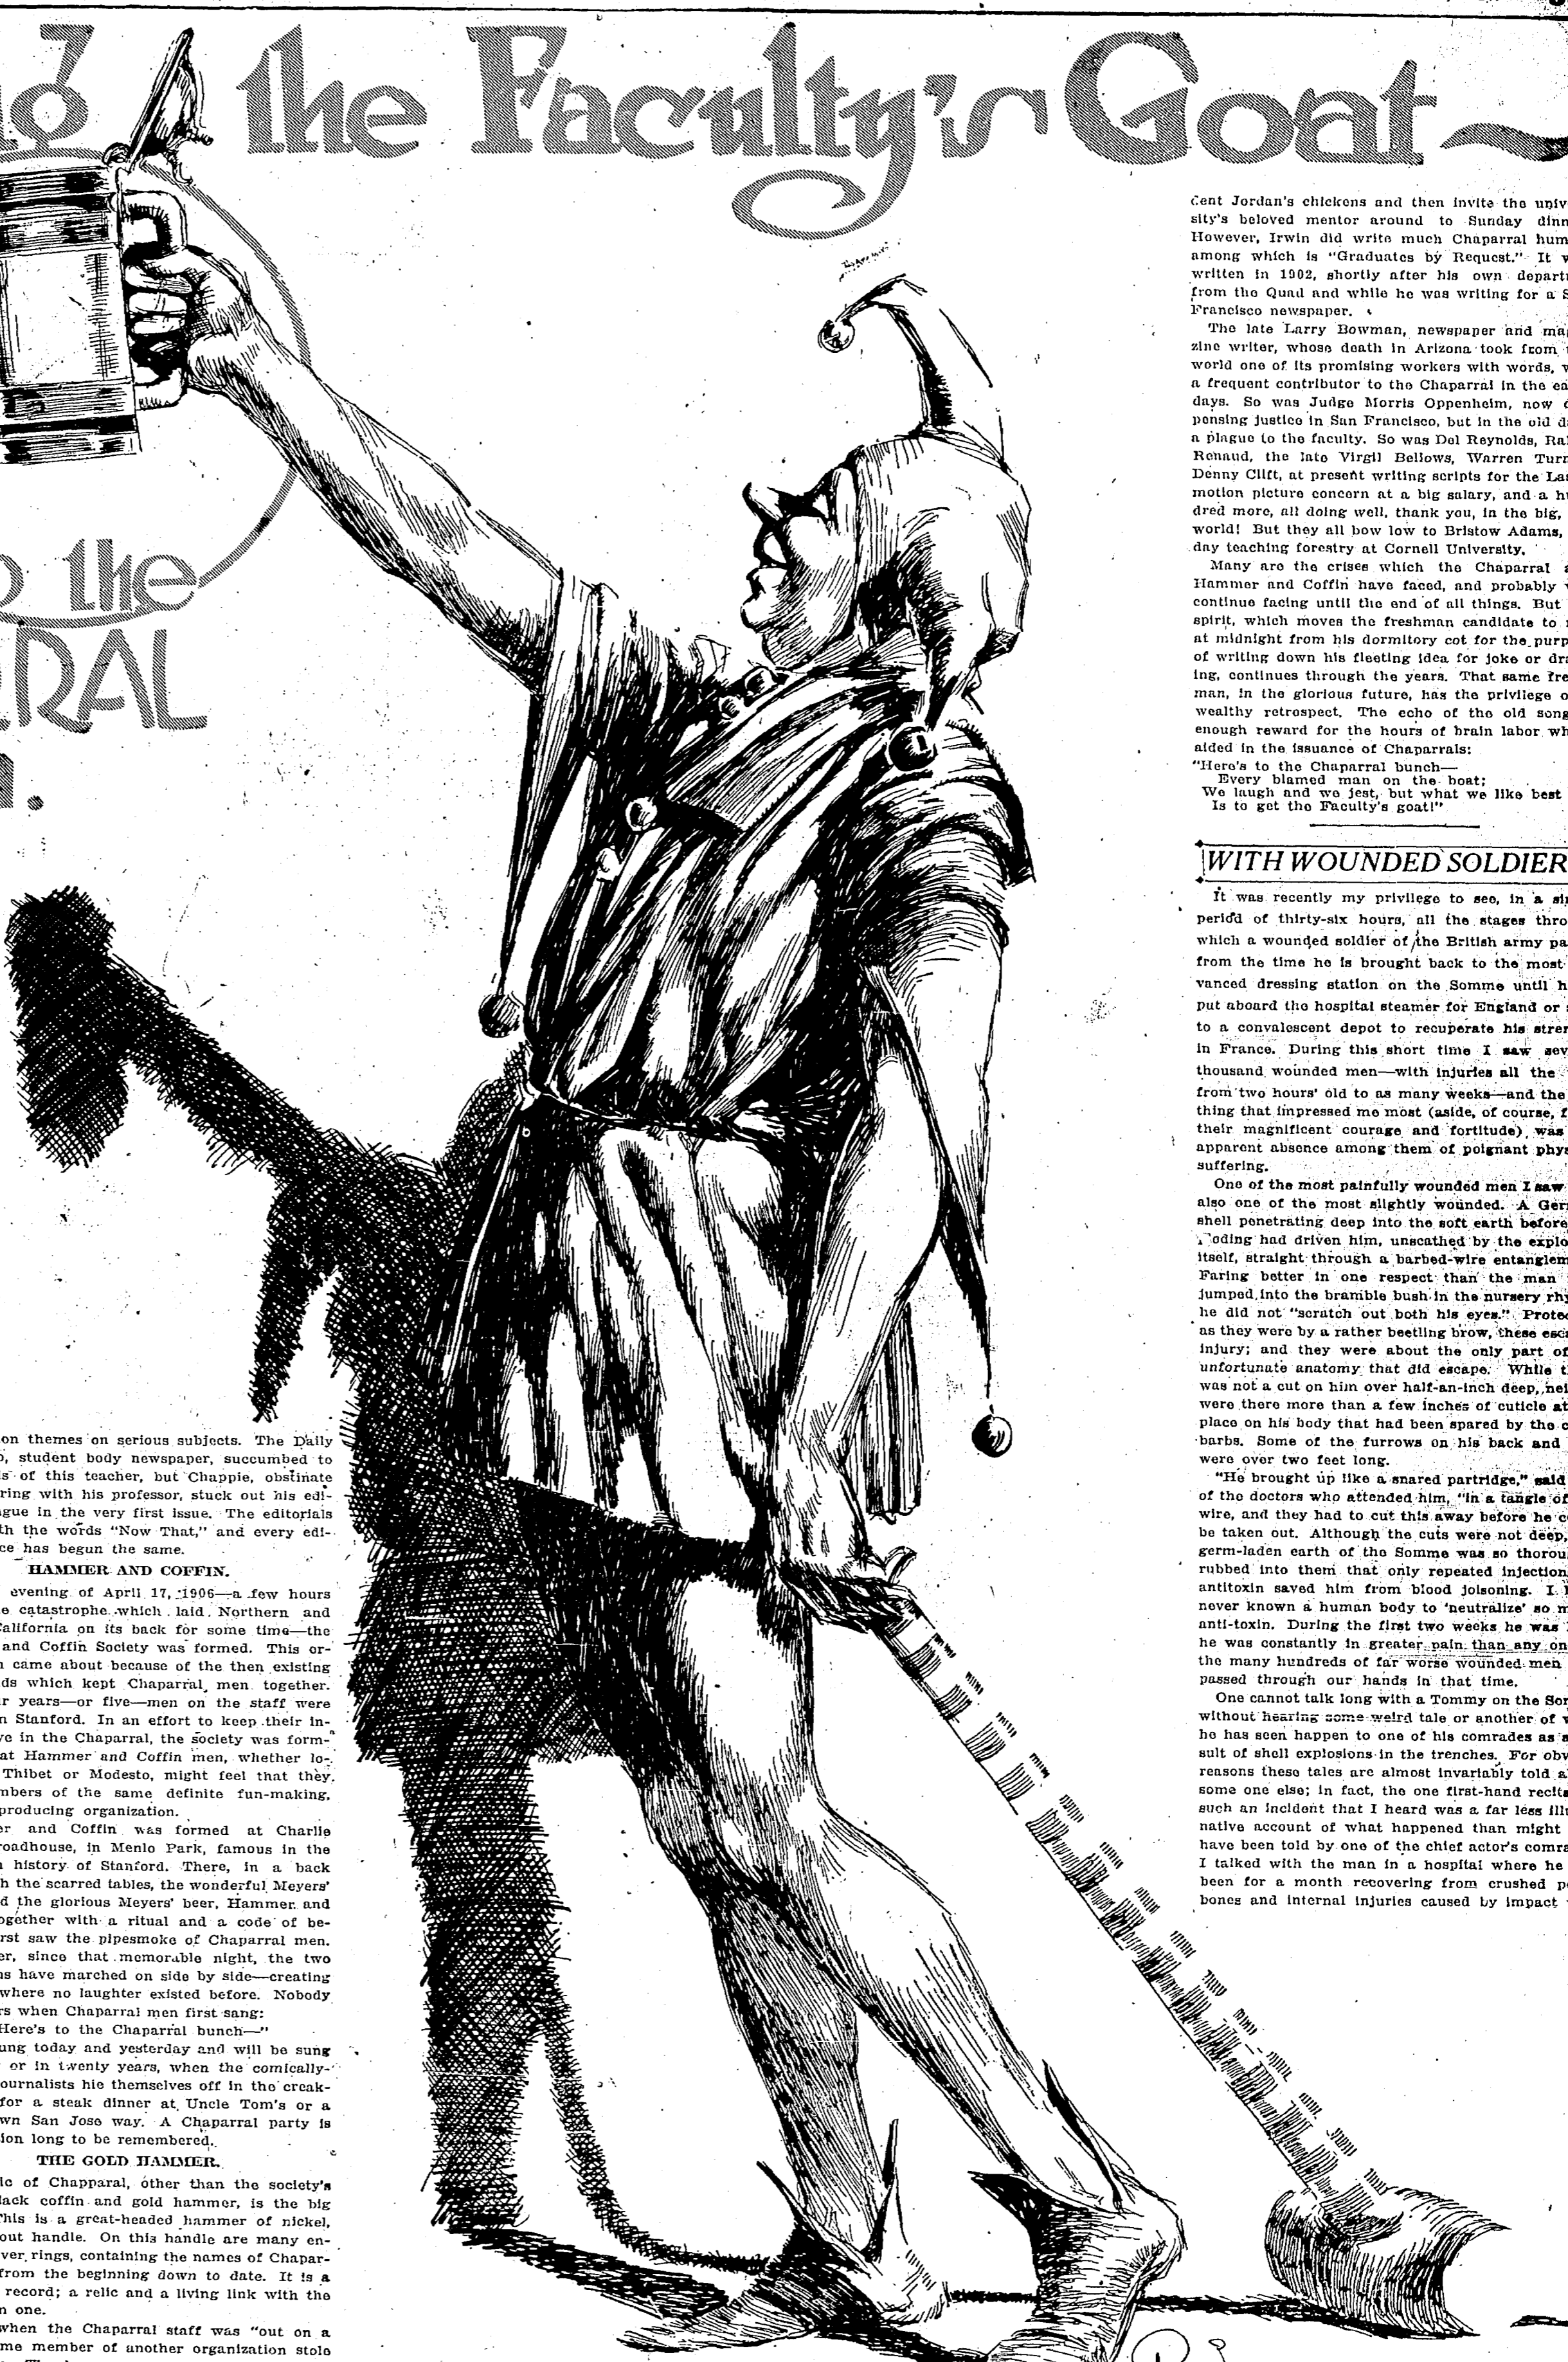 the Faculty's Goat
the
RAL
on themes on serious subjects. The Daily
student body newspaper, succumbed to
of this teacher, but Chappie, obstinate
ring with his professor, stuck out his edi-
gue in the very first issue. The editorials
th the words "Now That," and every edi-
ce has begun the same.
HAMMER AND COFFIN.
evening of April 17, 1906—a few hours
e catastrophe which laid Northern and
California on its back for some time—the
and Coffin Society was formed. This or-
n came about because of the then existing
ds which kept Chaparral men together.
r years—or five—men on the staff were
n Stanford. In an effort to keep their in-
ve in the Chaparral, the society was form-
at Hammer and Coffin men, whether lo-
Thibet or Modesto, might feel that they
mbers of the same definite fun-making,
producing organization.
er and Coffin was formed at Charlie
roadhouse, in Menlo Park, famous in the
n history of Stanford. There, in a back
h the scarred tables, the wonderful Meyers'
d the glorious Meyers' beer, Hammer and
ogether with a ritual and a code of be-
rst saw the pipesmoke of Chaparral men.
er, since that memorable night, the two
ns have marched on side by side—creating
where no laughter existed before. Nobody
rs when Chaparral men first sang:
Here's to the Chaparral bunch—"
ung today and yesterday and will be sung
or in twenty years, when the comically-
ournalists hie themselves off in the creak-
for a steak dinner at Uncle Tom's or a
wn San Jose way. A Chaparral party is
ion long to be remembered.
THE GOLD HAMMER.
ic of Chapparal, other than the society's
lack coffin and gold hammer, is the big
This is a great-headed hammer of nickel,
out handle. On this handle are many en-
ver rings, containing the names of Chapar-
from the beginning down to date. It is a
record; a relic and a living link with the
n one.
when the Chaparral staff was "out on a
me member of another organization stole
dent Jordan's chickens and then invite the univ
sity's beloved mentor around to Sunday dinn
However, Irwin did write much Chaparral hum
among which is "Graduates by Request." It w
written in 1902, shortly after his own depart
from the Quad and while he was writing for a S
Francisco newspaper.
The late Larry Bowman, newspaper and ma
zine writer, whose death in Arizona took from
world one of its promising workers with words, w
a frequent contributor to the Chaparral in the ea
days. So was Judge Morris Oppenheim, now d
pensing justice in San Francisco, but in the old d
a plague to the faculty. So was Del Reynolds, Ra
Renaud, the late Virgil Bellows, Warren Turn
Denny Clift, at present writing scripts for the Las
motion picture concern at a big salary, and a hu
dred more, all doing well, thank you, in the big,
world! But they all bow low to Bristow Adams,
day teaching forestry at Cornell University.
Many are the crises which the Chaparral a
Hammer and Coffin have faced, and probably w
continue facing until the end of all things. But
spirit, which moves the freshman candidate to r
at midnight from his dormitory cot for the purp
of writing down his fleeting idea for joke or dra
ing, continues through the years. That same fre
man, in the glorious future, has the privilege o
wealthy retrospect. The echo of the old song
enough reward for the hours of brain labor wh
aided in the issuance of Chaparrals:
"Here's to the Chaparral bunch—
Every blamed man on the boat;
We laugh and we jest, but what we like best
Is to get the Faculty's goat!"
WITH WOUNDED SOLDIER
It was recently my privilege to see, in a si
period of thirty-six hours, all the stages thro
which a wounded soldier of the British army pa
from the time he is brought back to the most
vanced dressing station on the Somme until h
put aboard the hospital steamer for England or
to a convalescent depot to recuperate his stren
in France. During this short time I saw sev
thousand wounded men—with injuries all the
from two hours' old to as many weeks—and the
thing that impressed me most (aside, of course, f
their magnificent courage and fortitude) was
apparent absence among them of poignant phys
suffering.
One of the most painfully wounded men I saw
also one of the most slightly wounded. A Ger
shell penetrating deep into the soft earth before
oding had driven him, unscathed by the explo
itself, straight through a barbed-wire entanglem
Faring better in one respect than the man
jumped into the bramble bush in the nursery rhy
he did not "scratch out both his eyes." Protec
as they were by a rather beetling brow, these esc
injury; and they were about the only part of
unfortunate anatomy that did escape. While t
was not a cut on him over half-an-inch deep, nei
were there more than a few inches of cuticle at
place on his body that had been spared by the c
barbs. Some of the furrows on his back and
were over two feet long.
"He brought up like a snared partridge," said
of the doctors who attended him, "in a tangle of
wire, and they had to cut this away before he c
be taken out. Although the cuts were not deep,
germ-laden earth of the Somme was so thorou
rubbed into them that only repeated injection
antitoxin saved him from blood joisoning. I
never known a human body to 'neutralize' so m
anti-toxin. During the first two weeks he was
he was constantly in greater pain than any on
the many hundreds of far worse wounded men
passed through our hands in that time.
One cannot talk long with a Tommy on the Som
without hearing some weird tale or another of w
he has seen happen to one of his comrades as a
sult of shell explosions in the trenches. For obv
reasons these tales are almost invariably told a
some one else; in fact, the one first-hand recita
such an incident that I heard was a far less illu
native account of what happened than might
have been told by one of the chief actor's comra
I talked with the man in a hospital where he
been for a month recovering from crushed pe
bones and internal injuries caused by impact